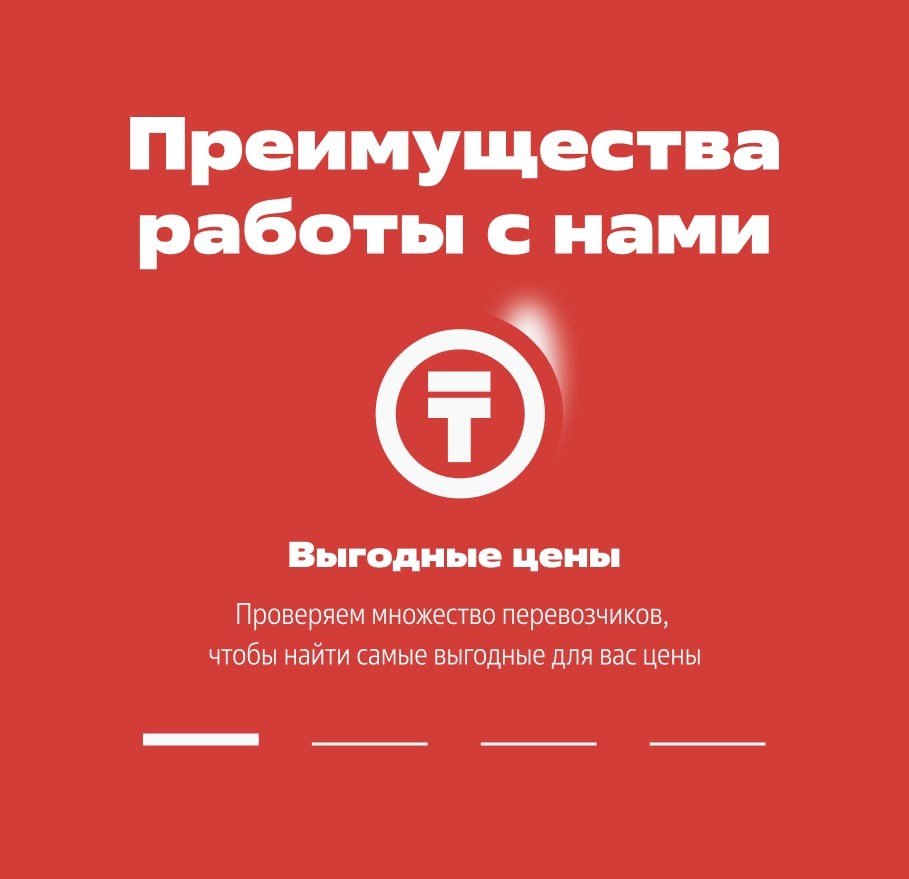 Преимущества
работы с нами
₸
Выгодные цены
Проверяем множество перевозчиков,
чтобы найти самые выгодные для вас цены